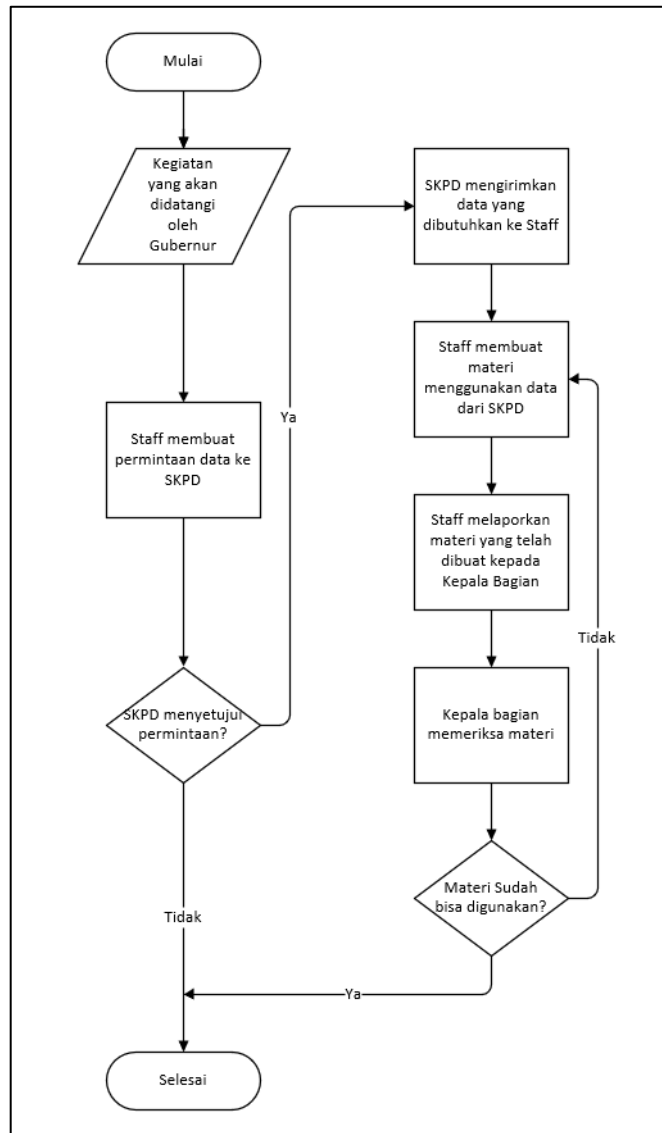 Mulai
Kegiatan
yang akan
didatangi
oleh
Gubernur
Staff membuat
permintaan data ke
SKPD
SKPD menyetujui
permintaan?
Tidak
Ya
SKPD mengirimkan
data yang
dibutuhkan ke Staff
Staff membuat
materi
menggunakan data
dari SKPD
Staff melaporkan
materi yang telah
dibuat kepada
Kepala Bagian
Kepala bagian
memeriksa materi
Materi Sudah
bisa digunakan?
Tidak
Ya
Selesai